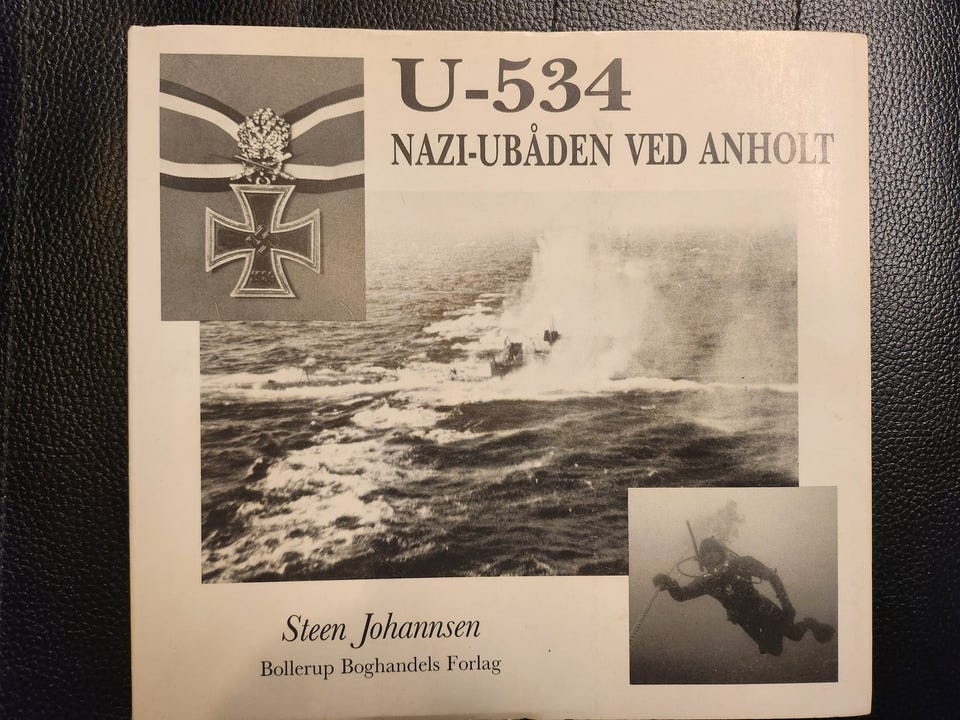 U-534
NAZI-UBÅDEN VED ANHOLT
Steen Johannsen
Bollerup Boghandels Forlag